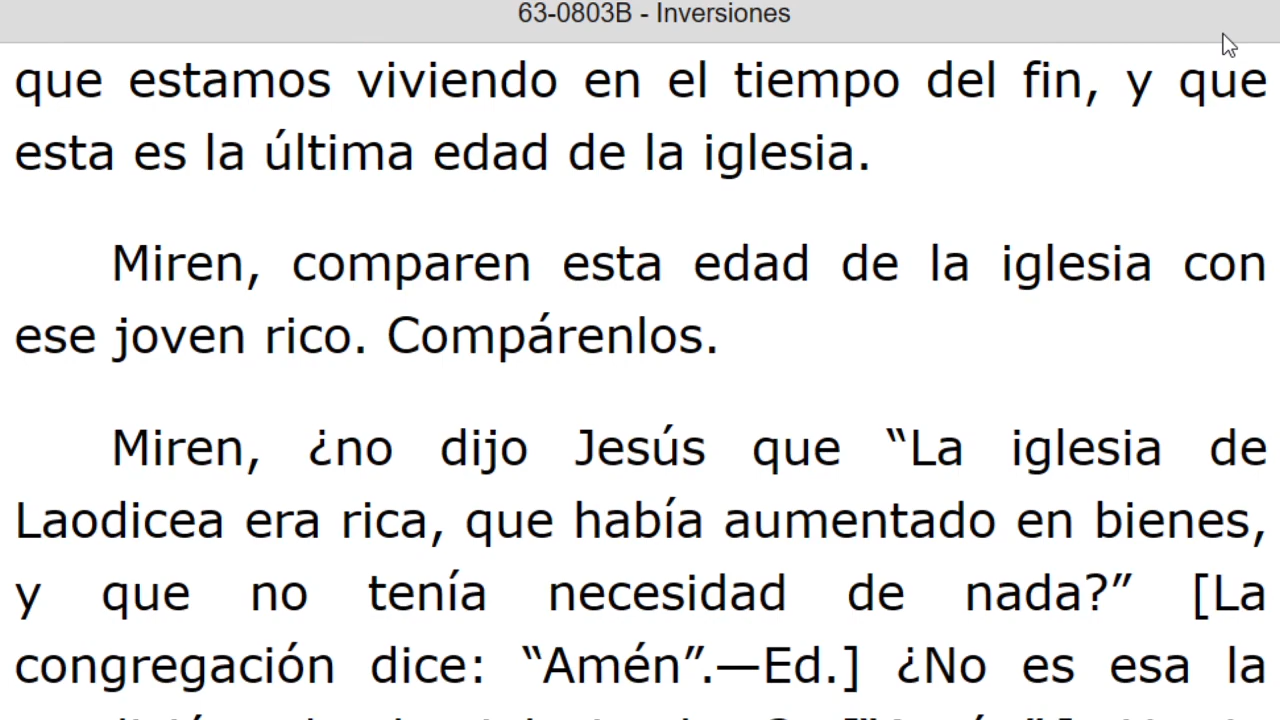 63-0803B - Inversiones
que estamos viviendo en el tiempo del fin, y que
esta es la última edad de la iglesia.
Miren, comparen esta edad de la iglesia con
ese joven rico. Compárenlos.
Miren, ¿no dijo Jesús que “La iglesia de
Laodicea era rica, que había aumentado en bienes,
y que no tenía necesidad de nada?” [La
congregación dice: “Amén”.—Ed.] ¿No es esa la